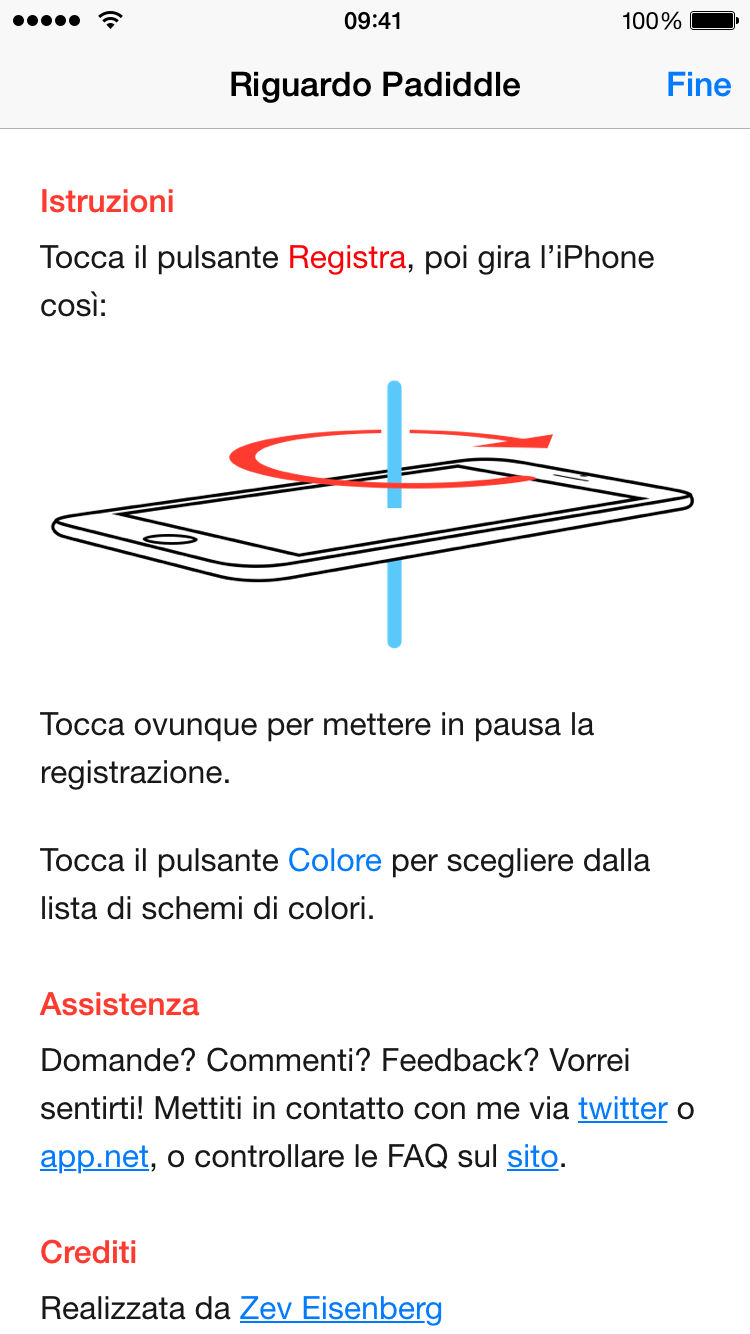 09:41
100%
Riguardo Padiddle
Fine
Istruzioni
Tocca il pulsante Registra, poi gira l’iPhone
così:
Tocca ovunque per mettere in pausa la
registrazione.
Tocca il pulsante Colore per scegliere dalla
lista di schemi di colori.
Assistenza
Domande? Commenti? Feedback? Vorrei
sentirti! Mettiti in contatto con me via twitter o
app.net, o controllare le FAQ sul sito.
Crediti
Realizzata da Zev Eisenberg